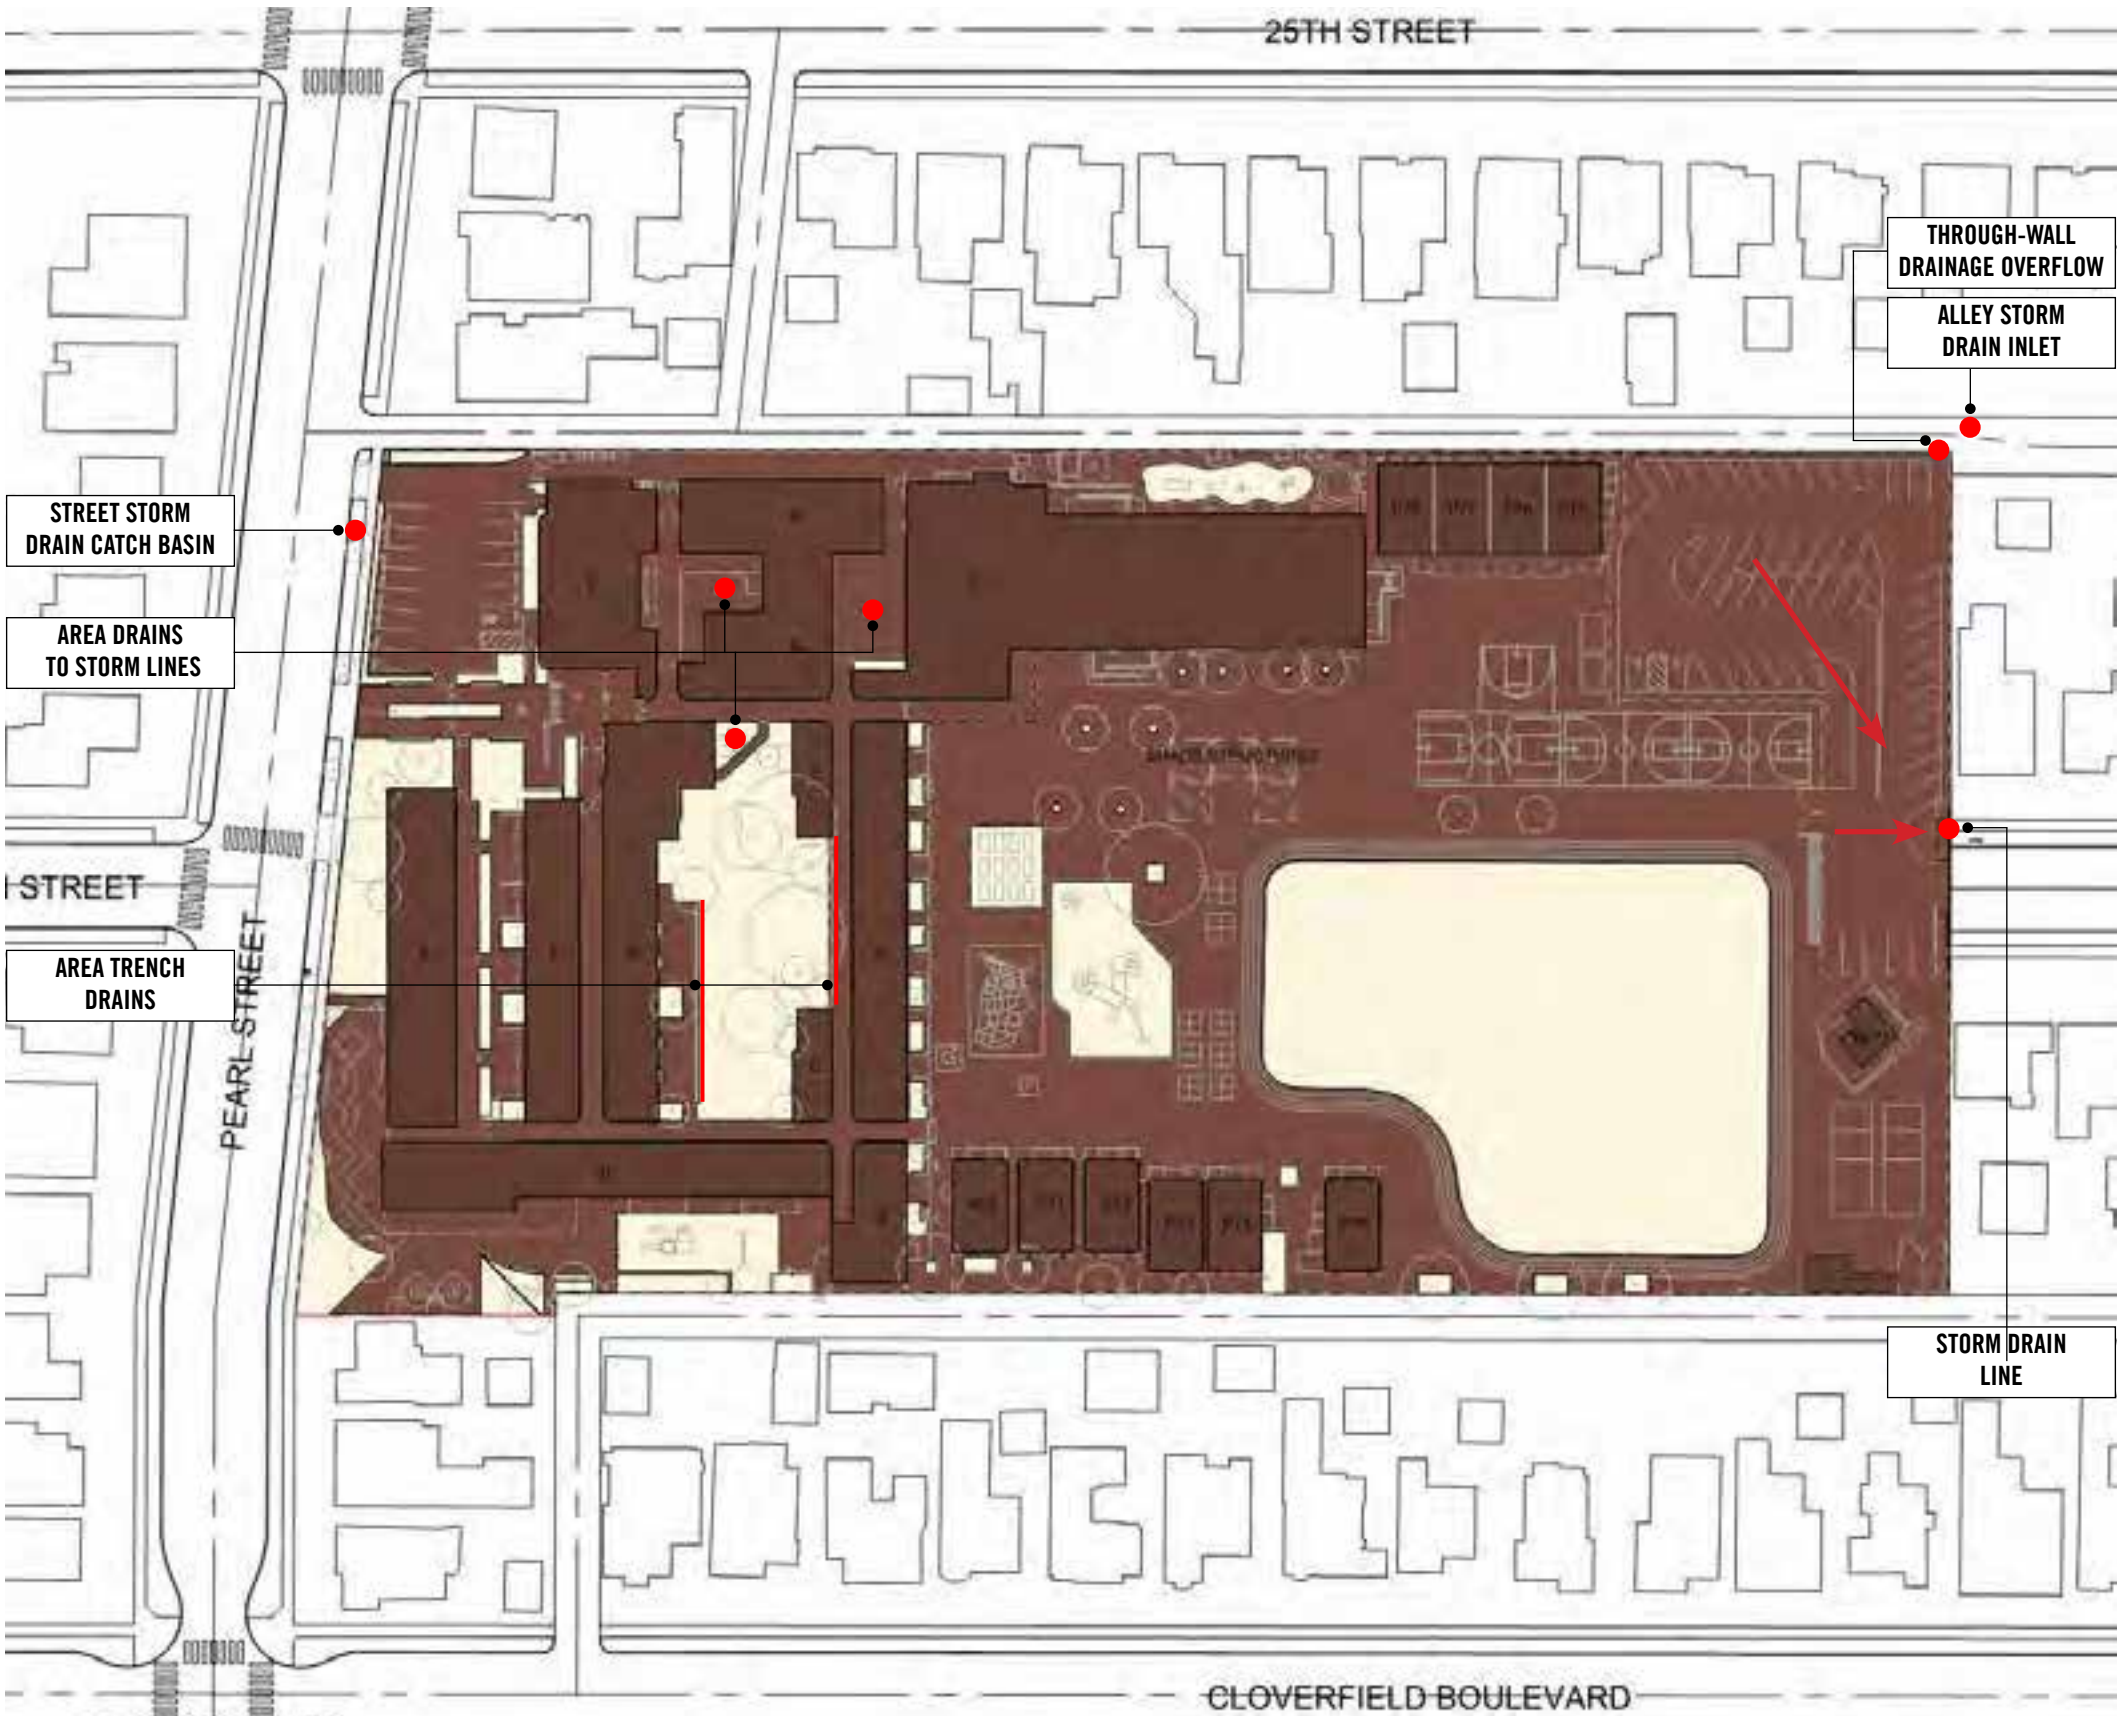 25TH STREET
THROUGH-WALL
DRAINAGE OVERFLOW
ALLEY STORM
DRAIN INLET
STREET STORM
DRAIN CATCH BASIN
AREA DRAINS
TO STORM LINES
STREET
PEARL STREET
AREA TRENCH
DRAINS
STORM DRAIN
LINE
CLOVERFIELD BOULEVARD